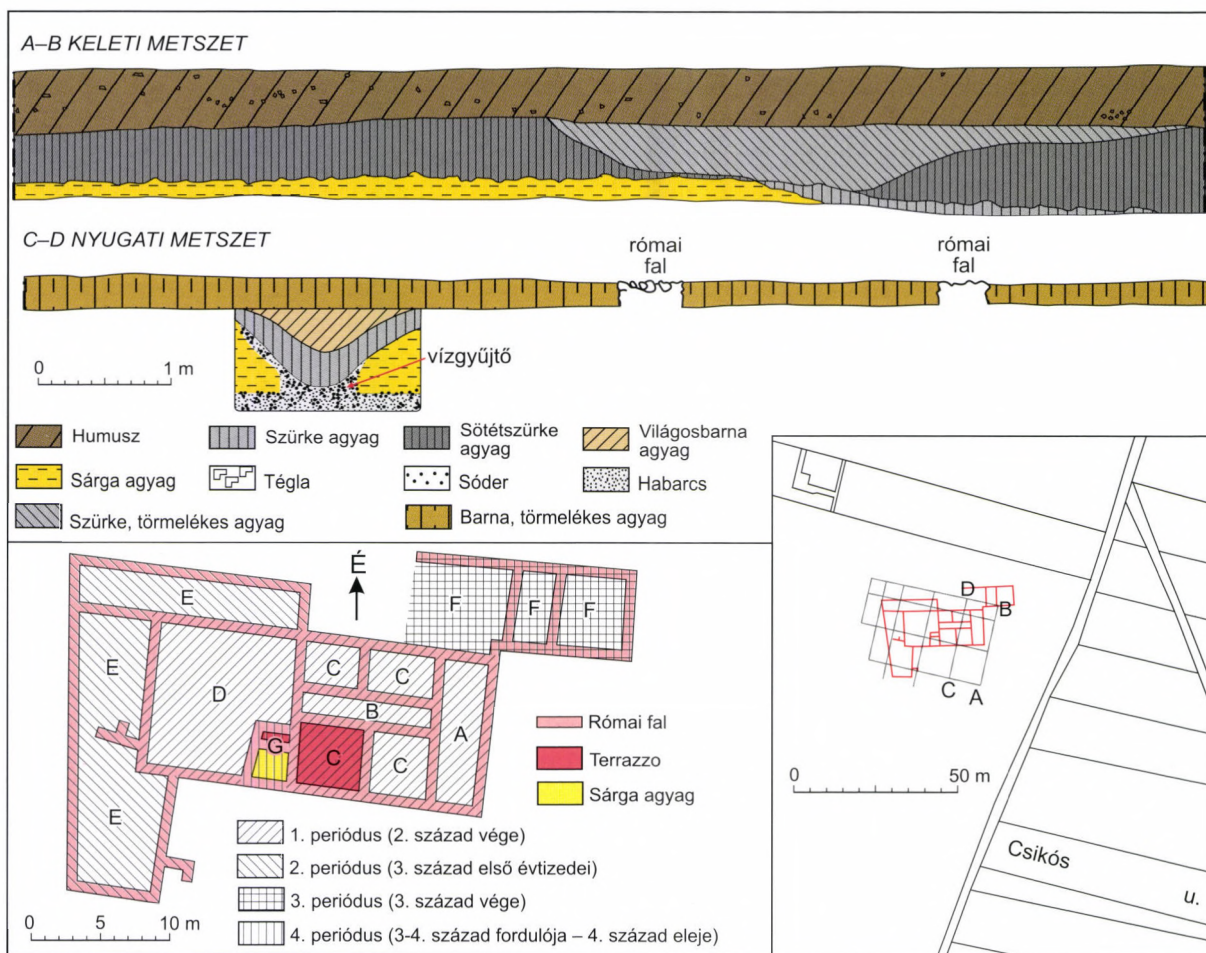 A–B KELETI METSZET
C–D NYUGATI METSZET
római
fal
római
fal
0 1 m
vízgyűjtő
Humusz
Szürke agyag
Sötétszürke
agyag
Világosbarna
agyag
Sárga agyag
Tégla
Sóder
Habarcs
Szürke, törmelékes agyag
Barna, törmelékes agyag
É
E
F
F
F
E
D
C
C
B
A
G
C
C
E
Római fal
Terrazzo
Sárga agyag
1. periódus (2. század vége)
2. periódus (3. század első évtizedei)
3. periódus (3. század vége)
4. periódus (3-4. század fordulója – 4. század eleje)
0 5 10 m
D
B
C
A
0 50 m
Csikós
u.